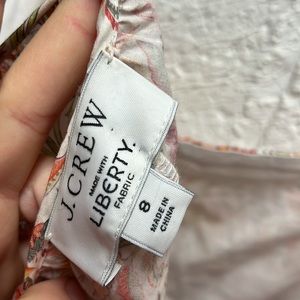 J.CREW
MADE WITH
LIBERTY.
FABRIC
8
MADE IN
CHINA